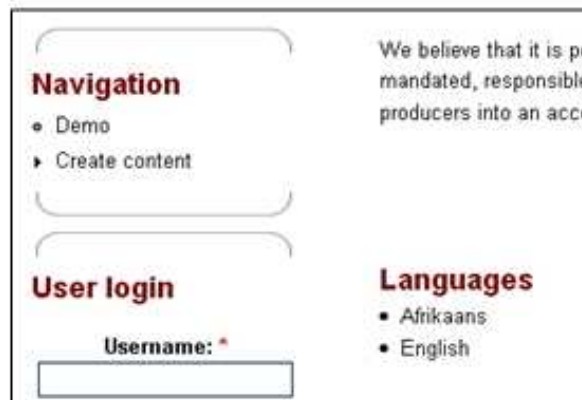 Navigation
Demo
Create content
User login
Username: *
We believe that it is
mandated, responsible
producers into an
Languages
Afrikaans
English